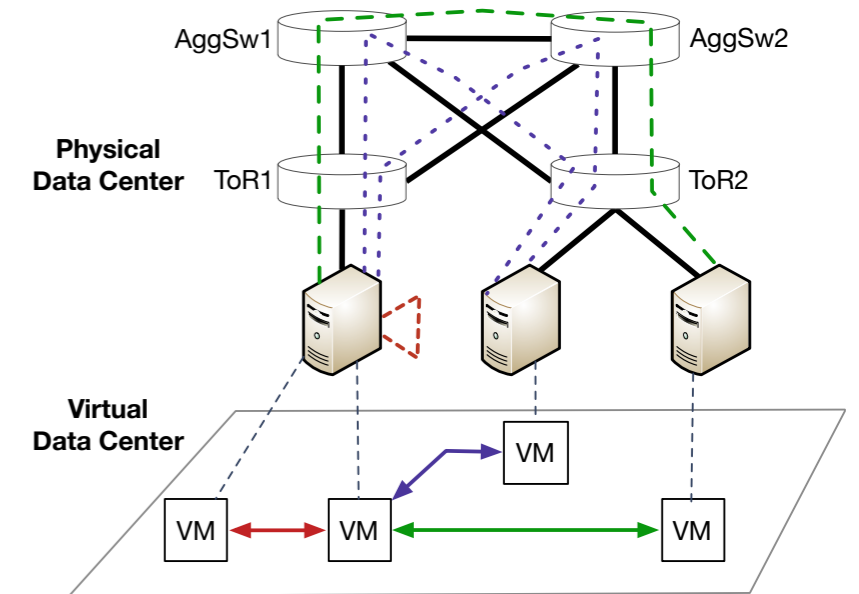 AggSw1
AggSw2
Physical
Data Center
ToR1
ToR2
Virtual
Data Center
VM
VM
VM
VM